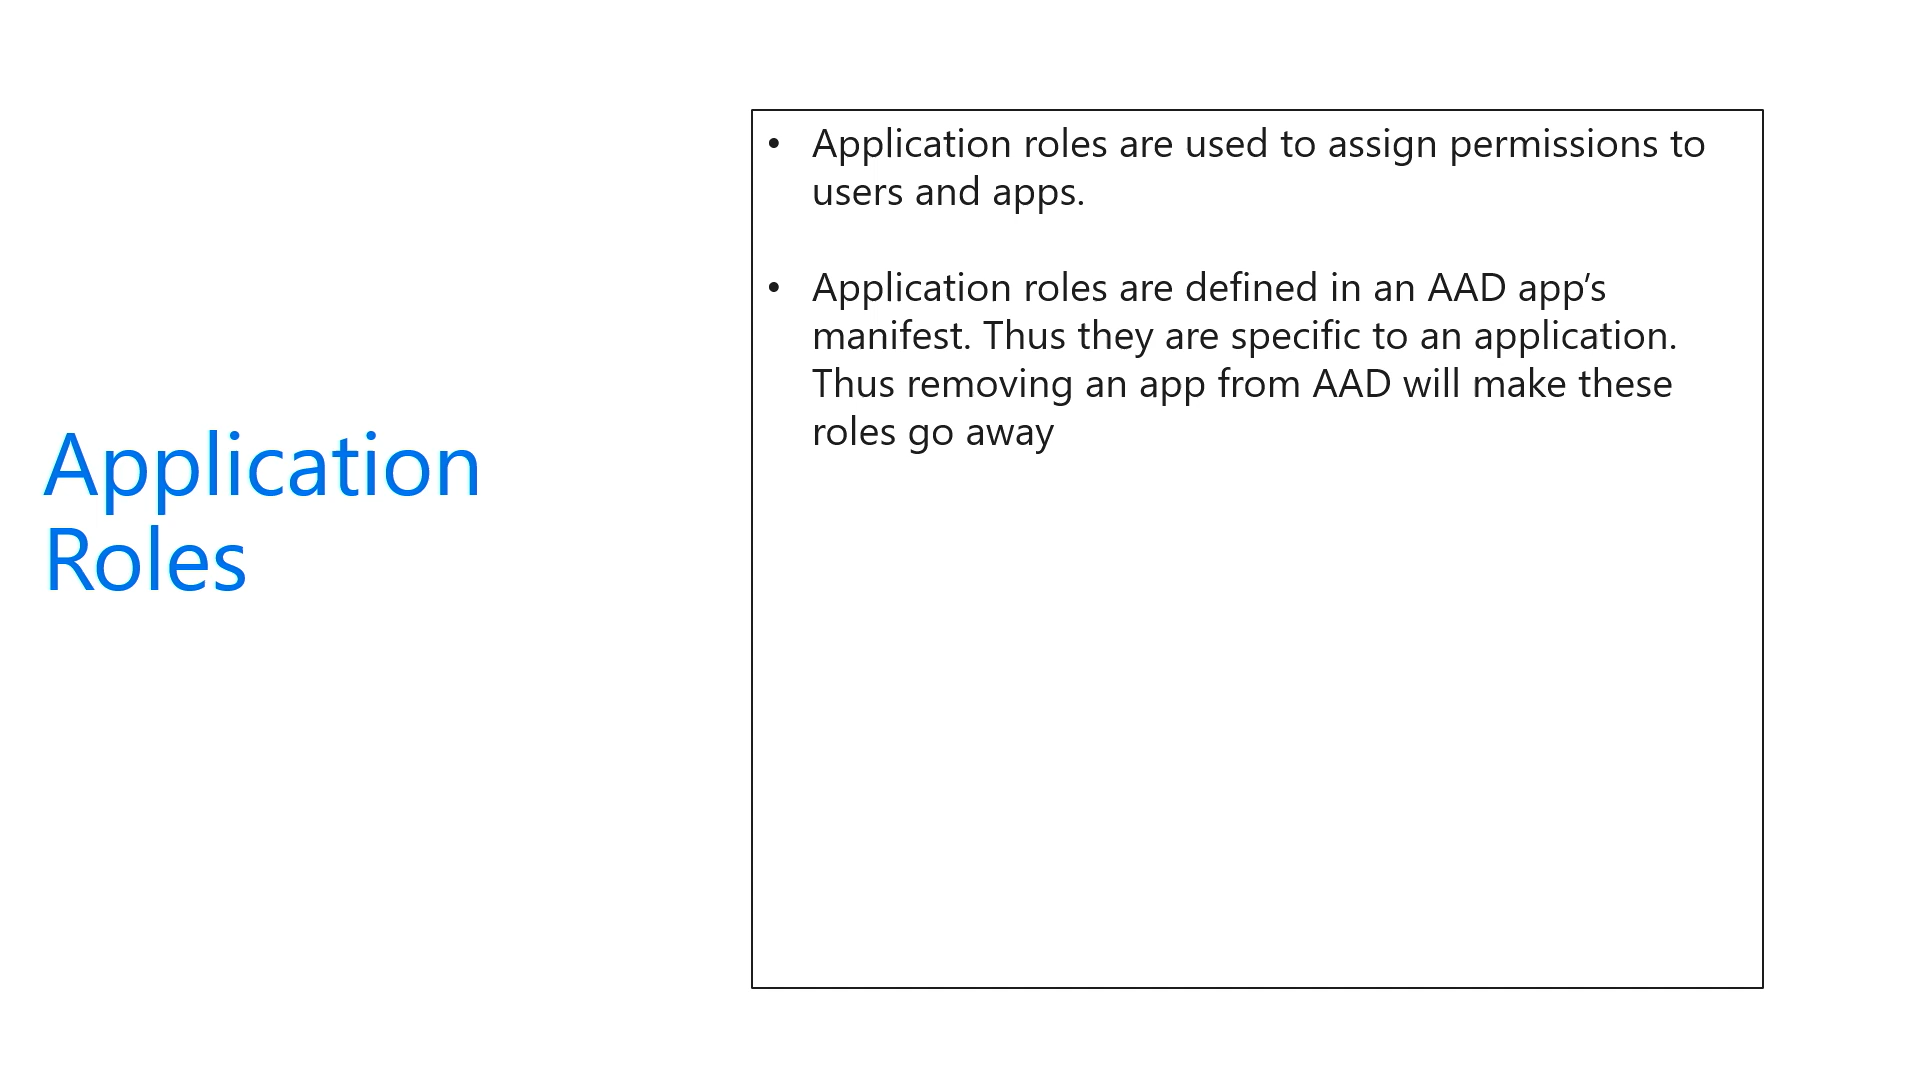 Application
Roles
• Application roles are used to assign permissions to
users and apps.
• Application roles are defined in an AAD app’s
manifest. Thus they are specific to an application.
Thus removing an app from AAD will make these
roles go away